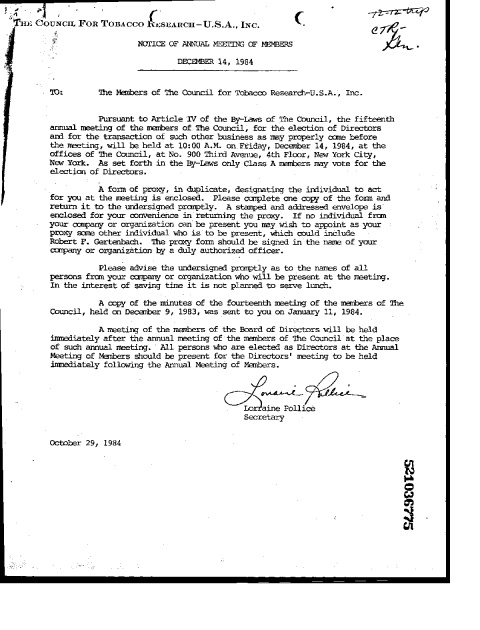 THE COUNCIL FOR TOBACCO RESEARCH-U.S.A., INC.
CTR-
NOTICE OF ANNUAL MEETING OF MEMBERS
DECEMBER 14, 1984
TO: The Members of The Council for Tobacco Research-U.S.A., Inc.
Pursuant to Article IV of the By-Laws of The Council, the fifteenth
annual meeting of the members of The Council, for the election of Directors
and for the transaction of such other business as may properly come before
the meeting, will be held at 10:00 A.M. on Friday, December 14, 1984, at the
offices of The Council, at No. 900 Third Avenue, 4th Floor, New York City,
New York. As set forth in the By-Laws only Class A members may vote for the
election of Directors.
A form of proxy, in duplicate, designating the individual to act
for you at the meeting is enclosed. Please complete one copy of the form and
return it to the undersigned promptly. A stamped and addressed envelope is
enclosed for your convenience in returning the proxy. If no individual from
your company or organization can be present you may wish to appoint as your
proxy some other individual who is to be present, which could include
Robert F. Gertenbach. The proxy form should be signed in the name of your
company or organization by a duly authorized officer.
Please advise the undersigned promptly as to the names of all
persons from your company or organization who will be present at the meeting.
In the interest of saving time it is not planned to serve lunch.
A copy of the minutes of the fourteenth meeting of the members of The
Council, held on December 9, 1983, was sent to you on January 11, 1984.
A meeting of the members of the Board of Directors will be held
immediately after the annual meeting of the members of The Council at the place
of such annual meeting. All persons who are elected as Directors at the Annual
Meeting of Members should be present for the Directors' meeting to be held
immediately following the Annual Meeting of Members.
Lorraine Pollice
Lorraine Pollice
Secretary
October 29, 1984
521036775